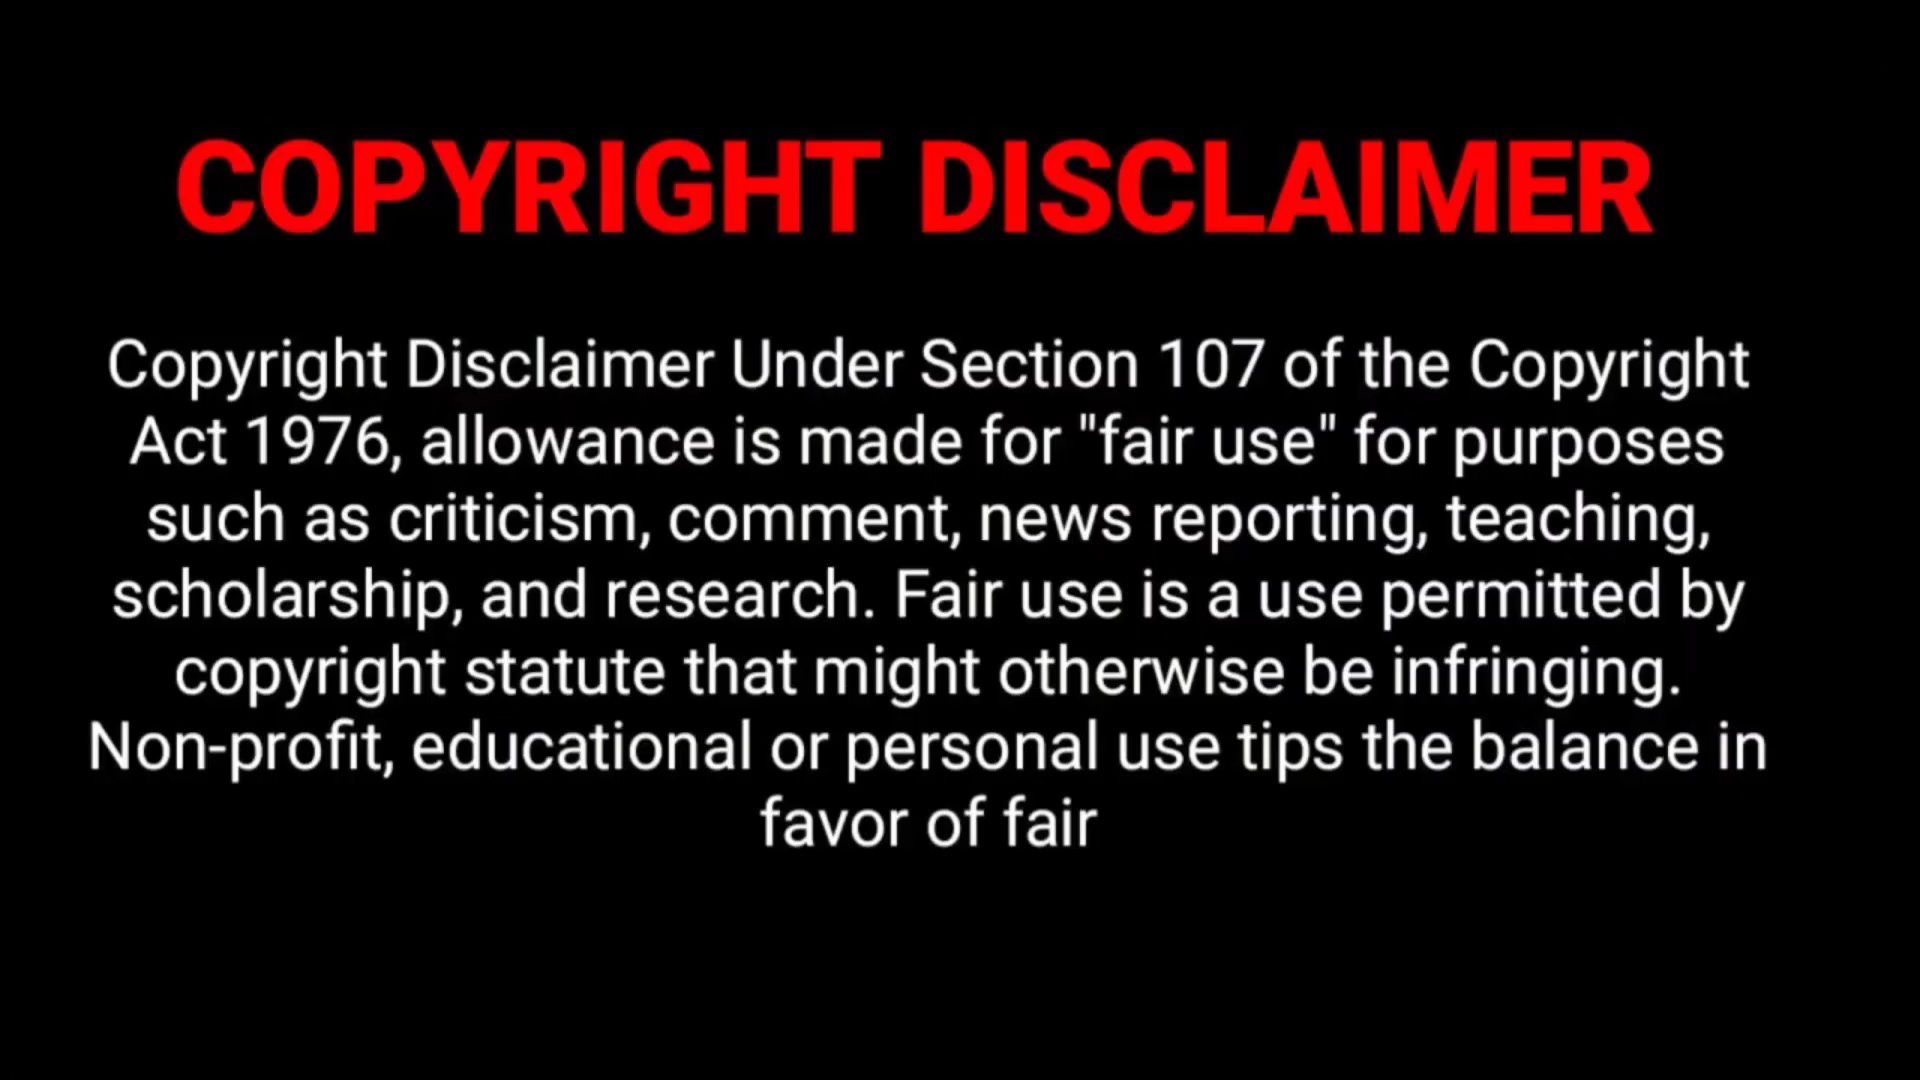 COPYRIGHT DISCLAIMER
Copyright Disclaimer Under Section 107 of the Copyright
Act 1976, allowance is made for "fair use" for purposes
such as criticism, comment, news reporting, teaching,
scholarship, and research. Fair use is a use permitted by
copyright statute that might otherwise be infringing.
Non-profit, educational or personal use tips the balance in
favor of fair